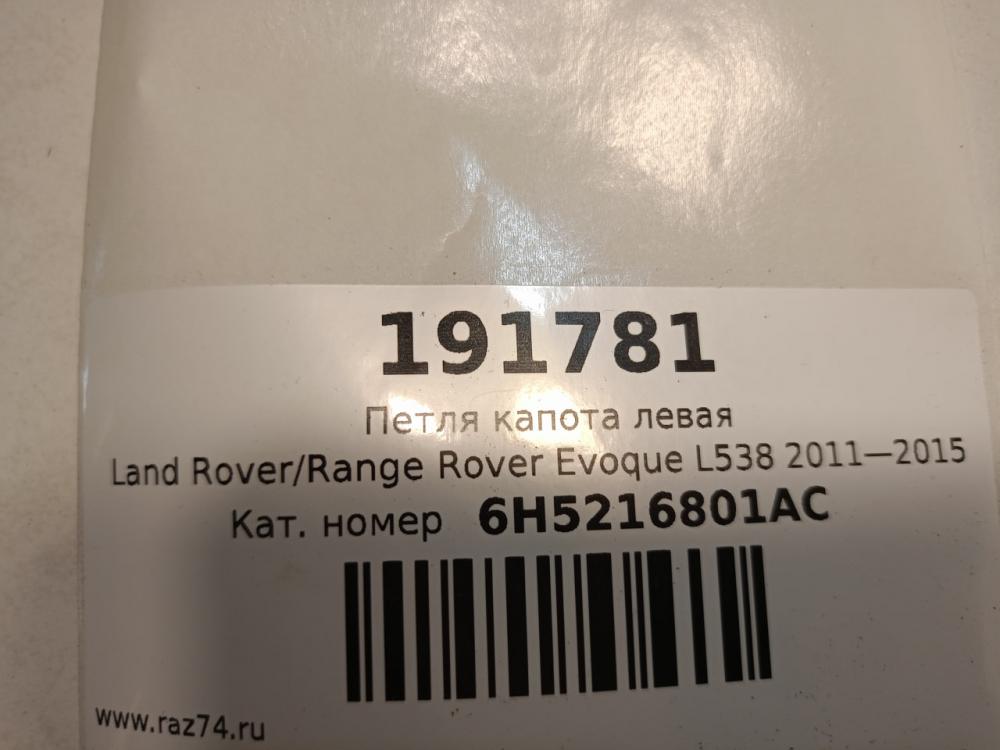 191781
Петля капота левая
Land Rover/Range Rover Evoque L538 2011—2015
Кат. номер 6H5216801AC
www.raz74.ru